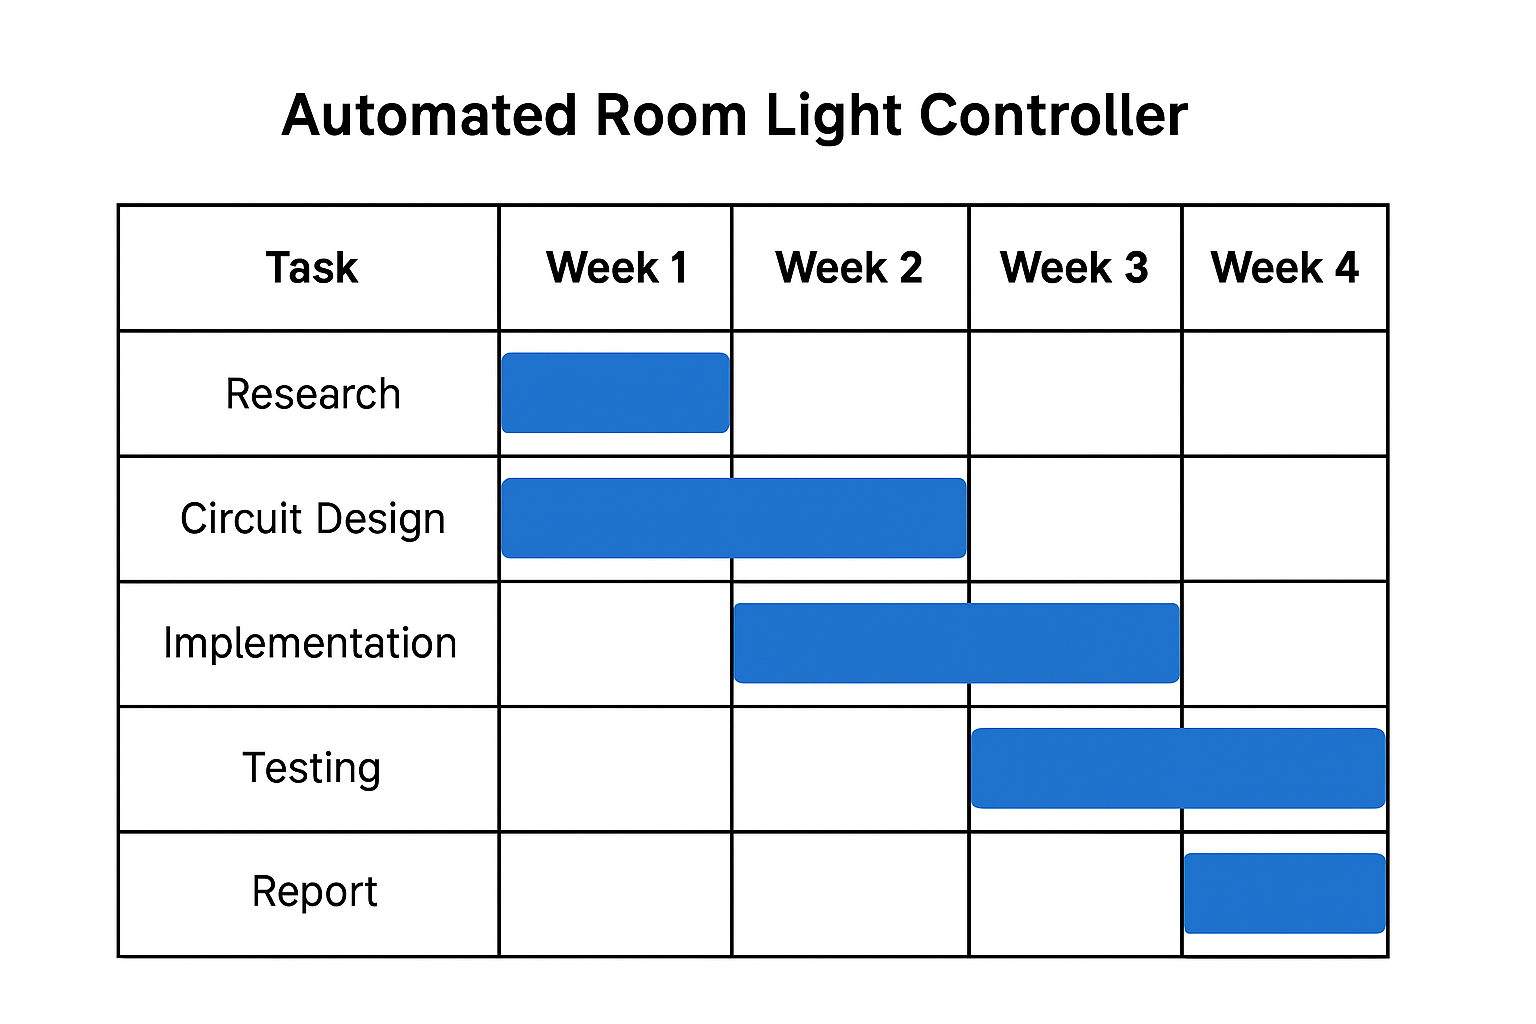 Automated Room Light Controller
Task Week 1 Week 2 Week 3 Week 4
Research
Circuit Design
Implementation
Testing
Report